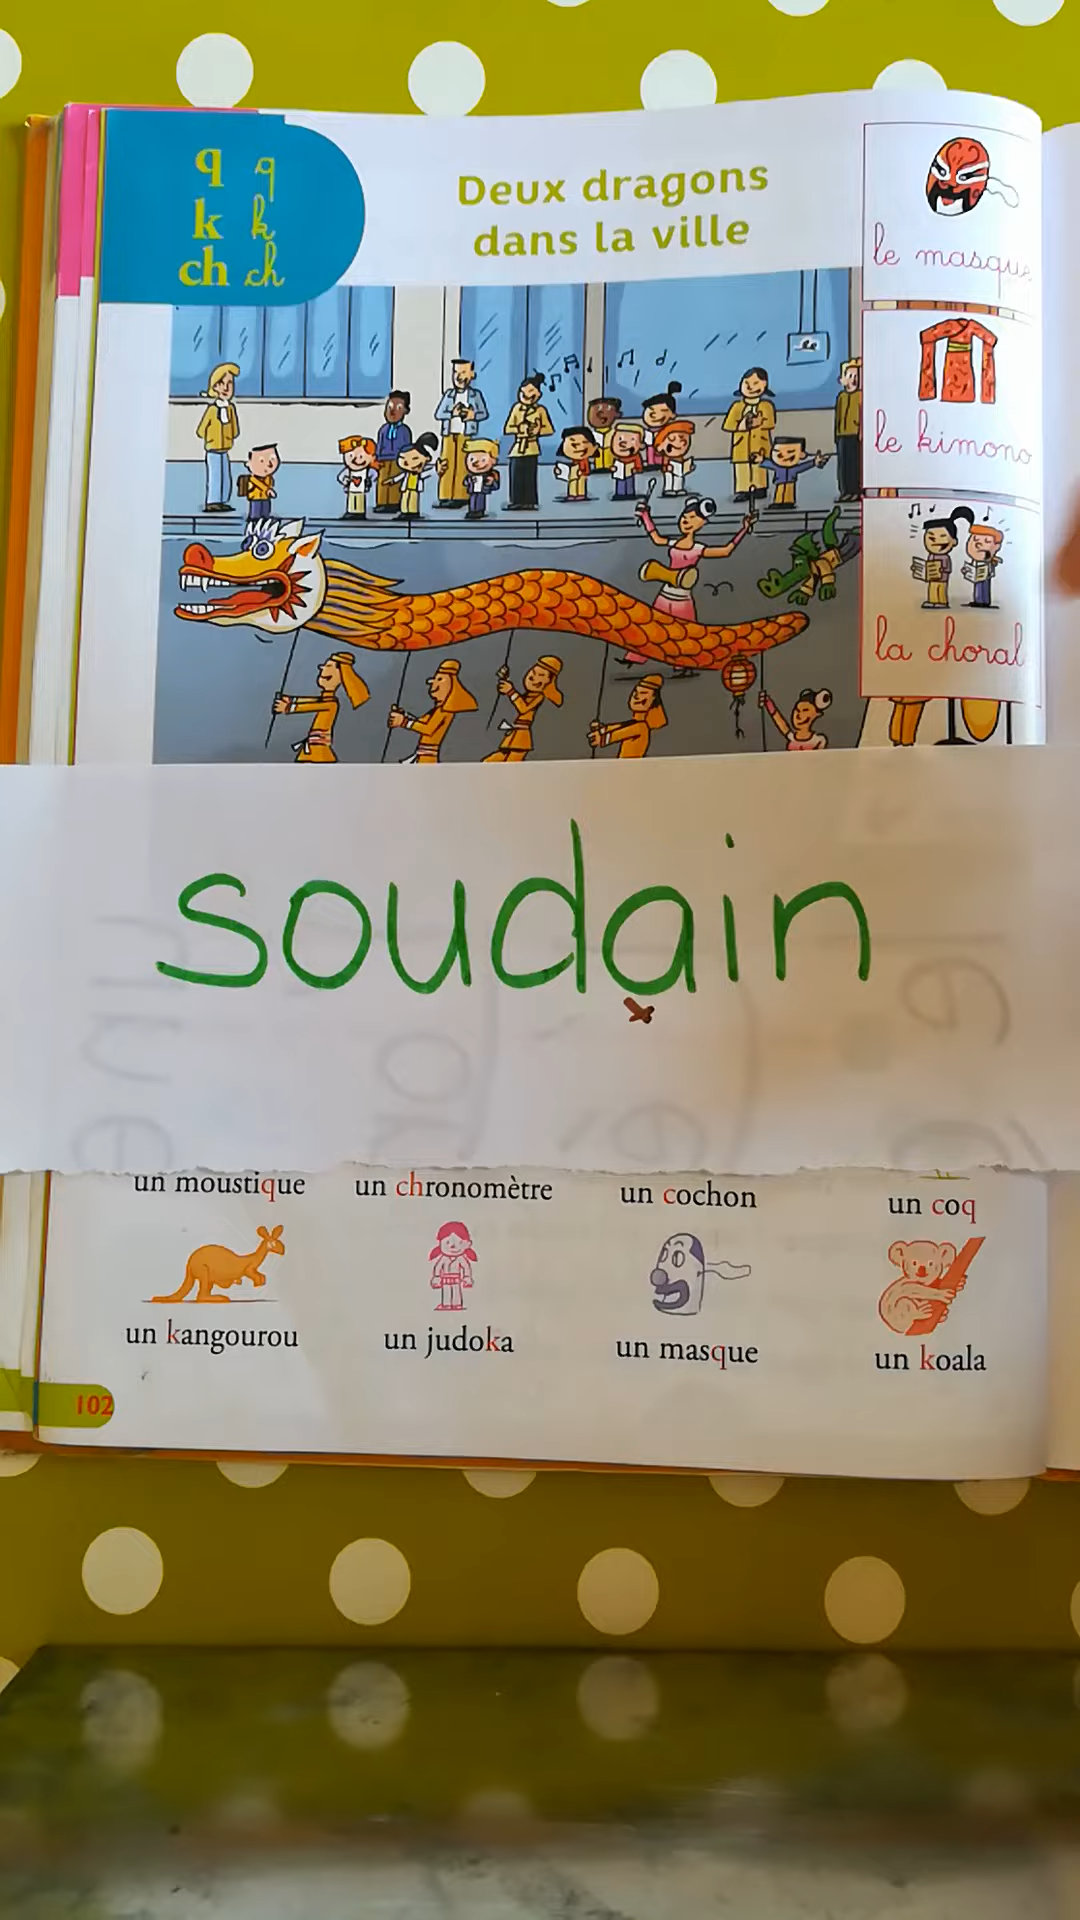 q q
k k
ch ch
Deux dragons
dans la ville
le masque
le kimono
la choral
soudain
un moustique un chronomètre un cochon un coq
un kangourou un judoka un masque un koala
102